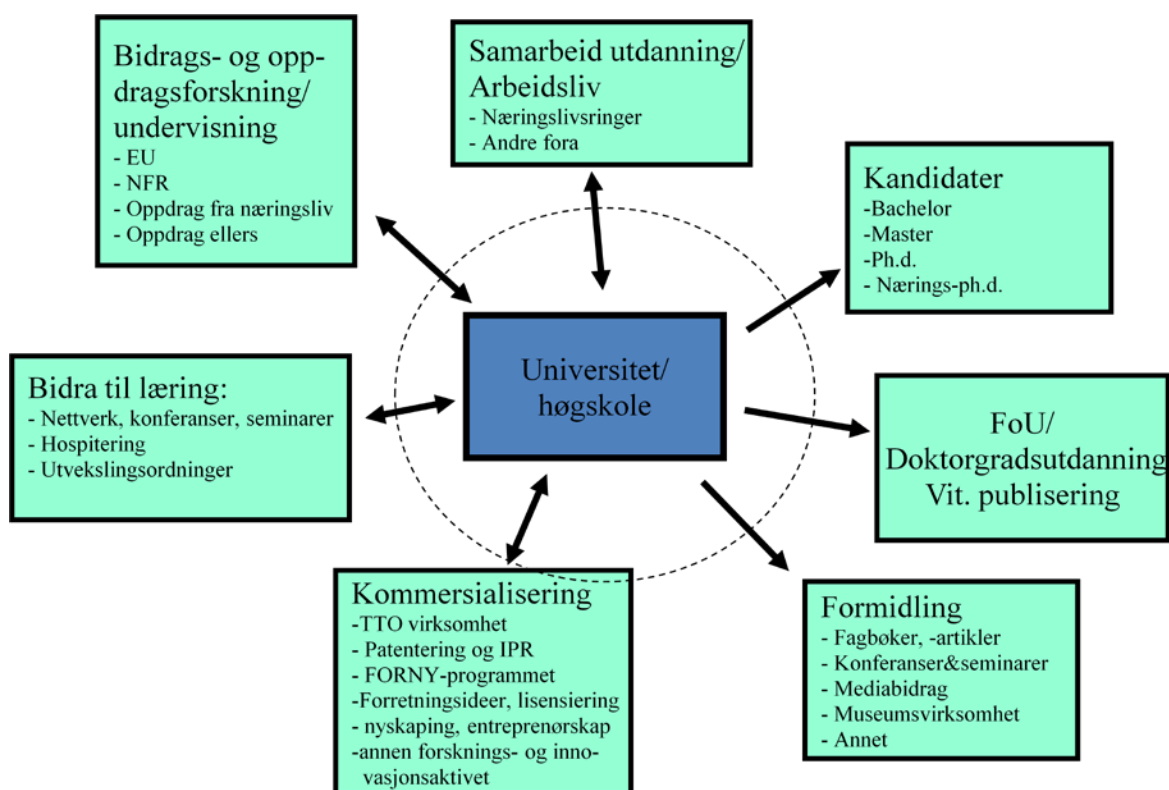 Bidrags- og opp-
dragsforskning/
undervisning
- EU
- NFR
- Oppdrag fra næringsliv
- Oppdrag ellers
Samarbeid utdanning/
Arbeidsliv
- Næringslivsringer
- Andre fora
Kandidater
-Bachelor
-Master
-Ph.d.
- Nærings-ph.d.
Universitet/
høgskole
Bidra til læring:
- Nettverk, konferanser, seminarer
- Hospitering
- Utvekslingsordninger
FoU/
Doktorgradsutdanning
Vit. publisering
Kommersialisering
-TTO virksomhet
- Patentering og IPR
- FORNY-programmet
-Forretningsideer, lisensiering
- nyskaping, entreprenørskap
-annen forsknings- og inno-
vasjonsaktivet
Formidling
- Fagbøker, -artikler
- Konferanser&seminarer
- Mediabidrag
- Museumsvirksomhet
- Annet